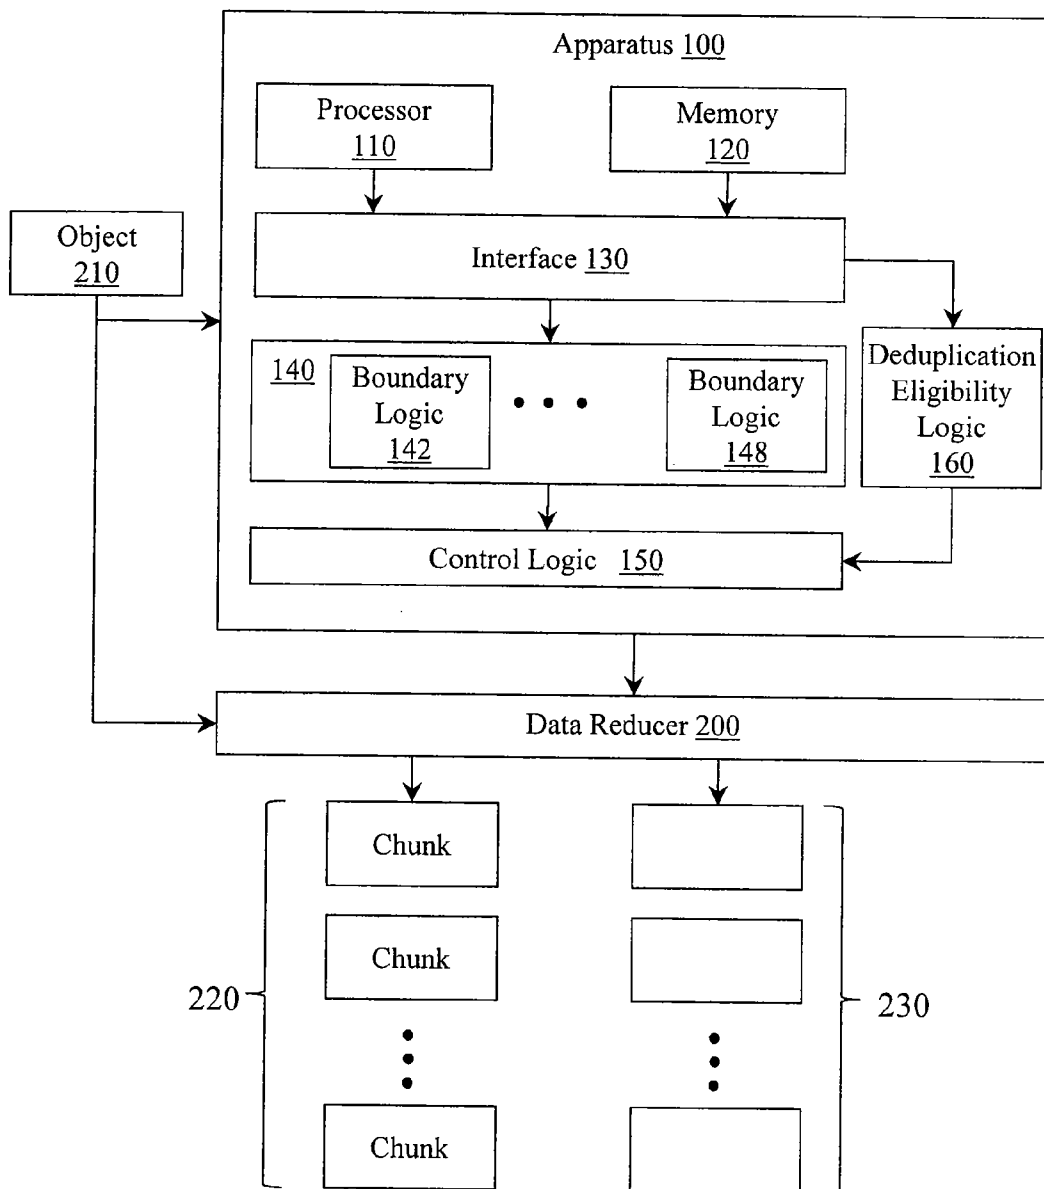 Apparatus 100
Processor
110
Memory
120
Object
210
Interface 130
140
Boundary
Logic
142
Boundary
Logic
148
Deduplication
Eligibility
Logic
160
Control Logic 150
Data Reducer 200
Chunk
Chunk
220
230
Chunk